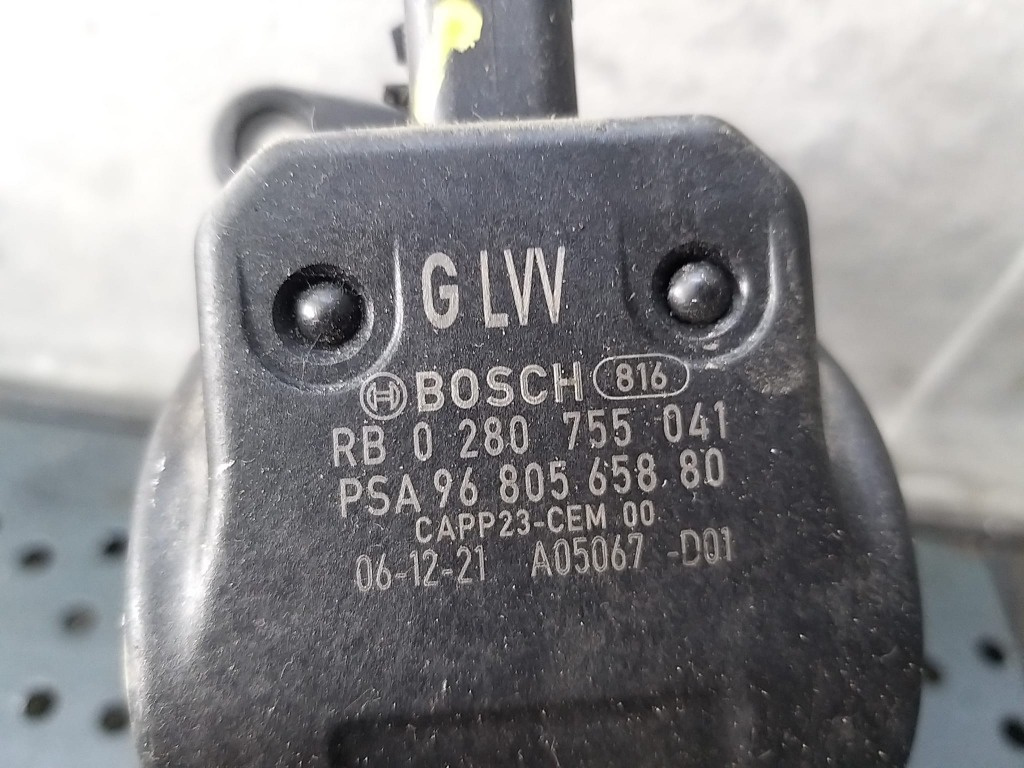 G LVV
BOSCH 816
RB 0 280 755 041
PSA 96 805 658 80
CAPP23-CEM 00
06-12-21 A05067 -D01